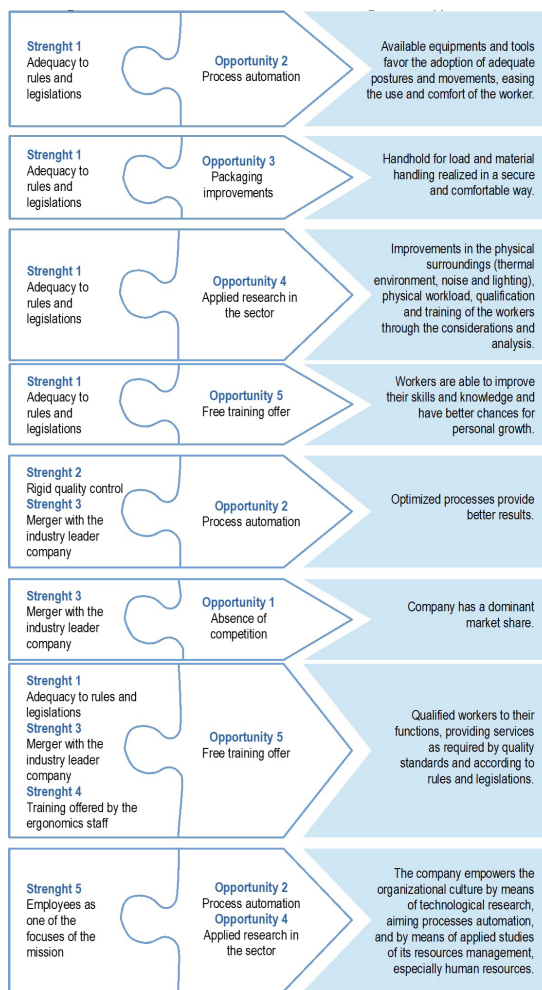 Strenght 1
Adequacy to
rules and
legislations
Opportunity 2
Process automation
Available equipments and tools
favor the adoption of adequate
postures and movements, easing
the use and comfort of the worker.
Strenght 1
Adequacy to
rules and
legislations
Opportunity 3
Packaging
improvements
Handhold for load and material
handling realized in a secure
and comfortable way.
Strenght 1
Adequacy to
rules and
legislations
Opportunity 4
Applied research in
the sector
Improvements in the physical
surroundings (thermal
environment, noise and lighting),
physical workload, qualification
and training of the workers
through the considerations and
analysis.
Strenght 1
Adequacy to
rules and
legislations
Opportunity 5
Free training offer
Workers are able to improve
their skills and knowledge and
have better chances for
personal growth.
Strenght 2
Rigid quality control
Strenght 3
Merger with the
industry leader
company
Opportunity 2
Process automation
Optimized processes provide
better results.
Strenght 3
Merger with the
industry leader
company
Opportunity 1
Absence of
competition
Company has a dominant
market share.
Strenght 1
Adequacy to rules and
legislations
Strenght 3
Merger with the
industry leader
company
Strenght 4
Training offered by the
ergonomics staff
Opportunity 5
Free training offer
Qualified workers to their
functions, providing services
as required by quality
standards and according to
rules and legislations.
Strenght 5
Employees as
one of the
focuses of the
mission
Opportunity 2
Process automation
Opportunity 4
Applied research in
the sector
The company empowers the
organizational culture by means
of technological research,
aiming processes automation,
and by means of applied studies
of its resources management,
especially human resources.